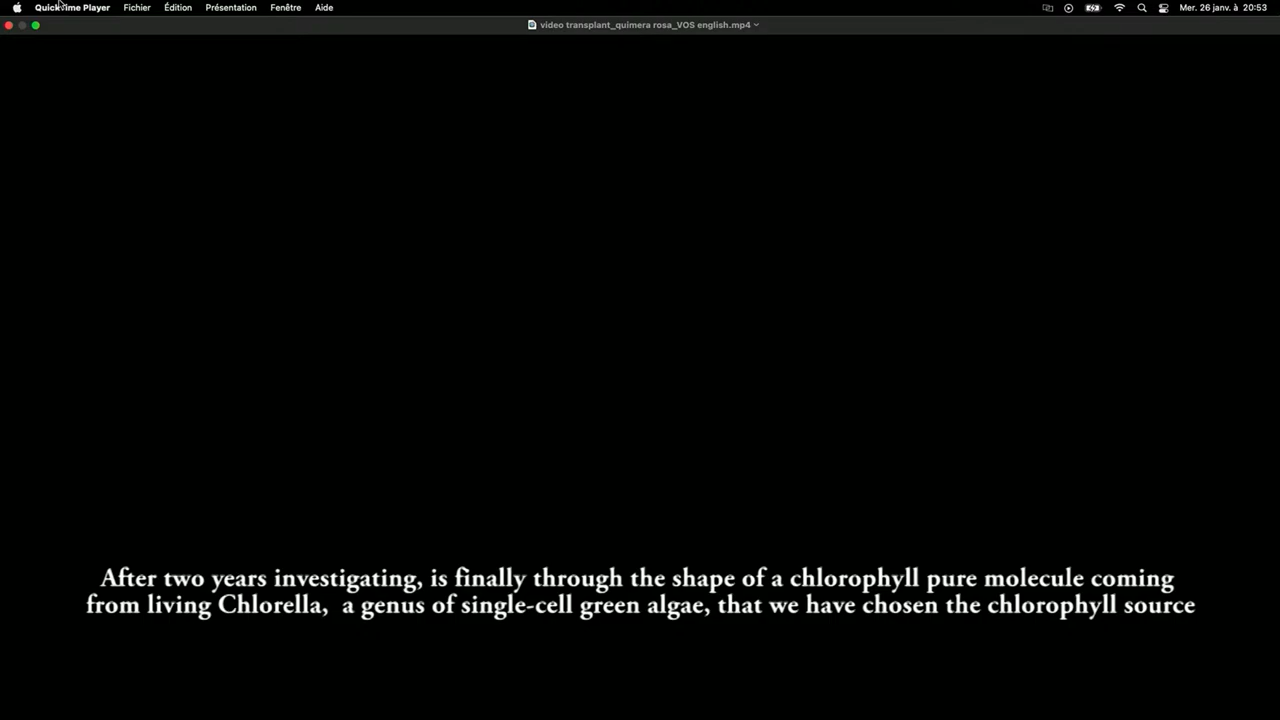 QuickTime Player Fichier Édition Présentation Fenêtre Aide Mer. 26 janv. à 20:53
video transplant_quimera rosa_VOS english.mp4
After two years investigating, is finally through the shape of a chlorophyll pure molecule coming
from living Chlorella, a genus of single-cell green algae, that we have chosen the chlorophyll source